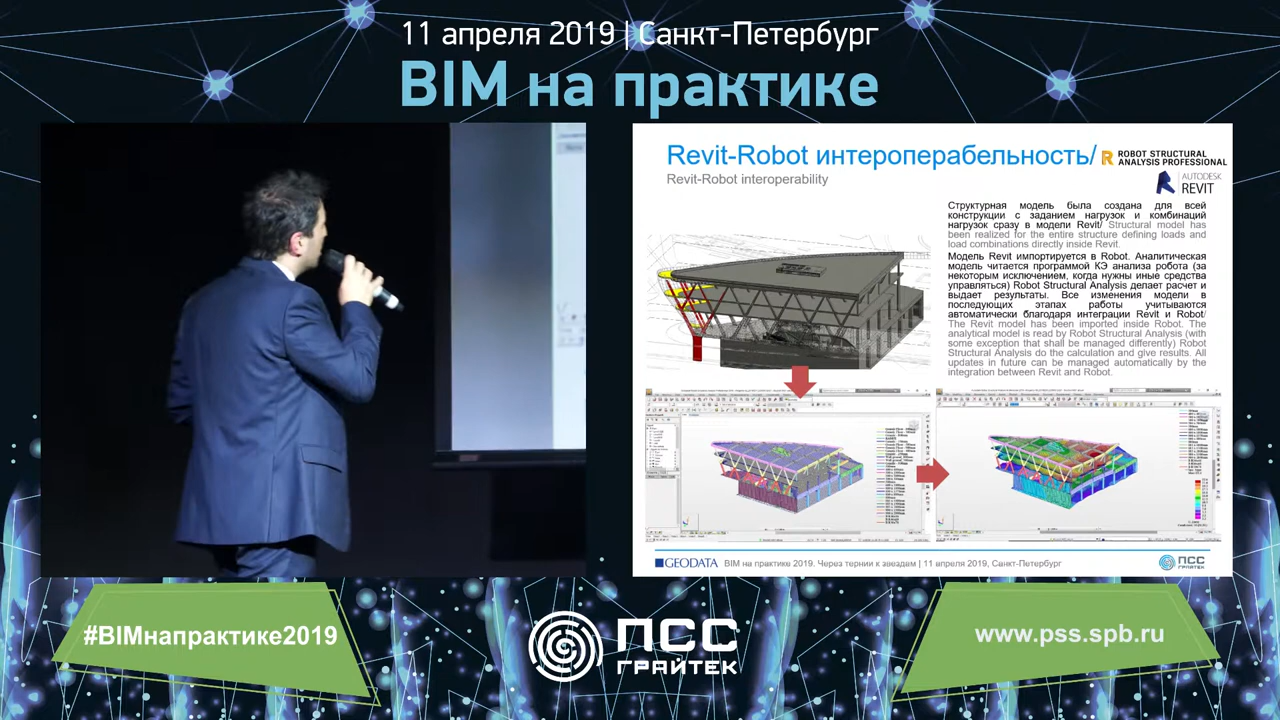 11 апреля 2019 | Санкт-Петербург
BIM на практике
Revit-Robot интероперабельность/
Revit-Robot interoperability
ROBOT STRUCTURAL
ANALYSIS PROFESSIONAL
AUTODESK
REVIT
Структурная модель была создана для всей
конструкции с заданием нагрузок и комбинаций
нагрузок сразу в модели Revit/ Structural model has
been realized for the entire structure defining loads and
load combinations directly inside Revit.
Модель Revit импортируется в Robot. Аналитическая
модель читается программой КЭ анализа робота (за
некоторым исключением, когда нужны иные средства
управляться) Robot Structural Analysis делает расчет и
выдает результаты. Все изменения модели в
последующих этапах работы учитываются
автоматически благодаря интеграции Revit и Robot/
The Revit model has been imported inside Robot. The
analytical model is read by Robot Structural Analysis (with
some exception that shall be managed differently) Robot
Structural Analysis do the calculation and give results. All
updates in future can be managed automatically by the
integration between Revit and Robot.
GEODATA
BIM на практике 2019. Через тернии к звездам | 11 апреля 2019, Санкт-Петербург
ПСС
ГРАЙТЕК
#BIMнапрактике2019
ПСС
ГРАЙТЕК
www.pss.spb.ru